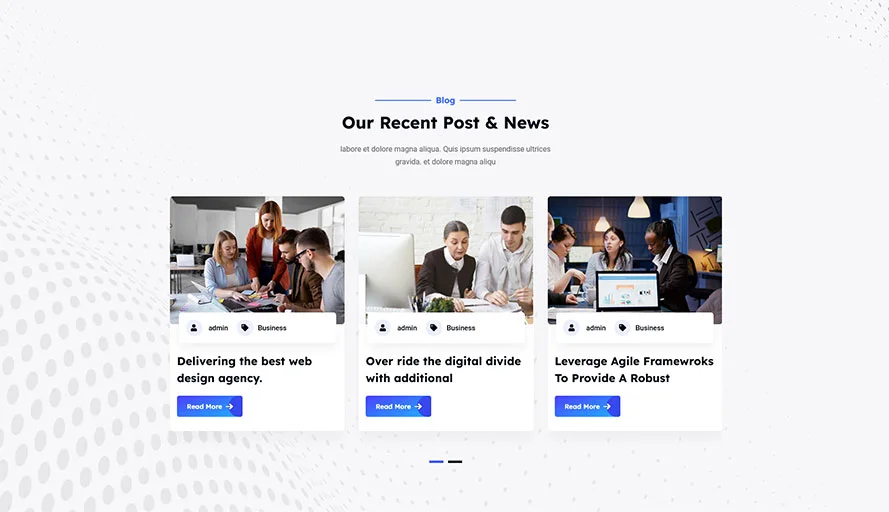 Blog
Our Recent Post & News
labore et dolore magna aliqua. Quis ipsum suspendisse ultrices
gravida. et dolore magna aliqu
admin Business
Delivering the best web
design agency.
Read More
admin Business
Over ride the digital divide
with additional
Read More
admin Business
Leverage Agile Framewroks
To Provide A Robust
Read More